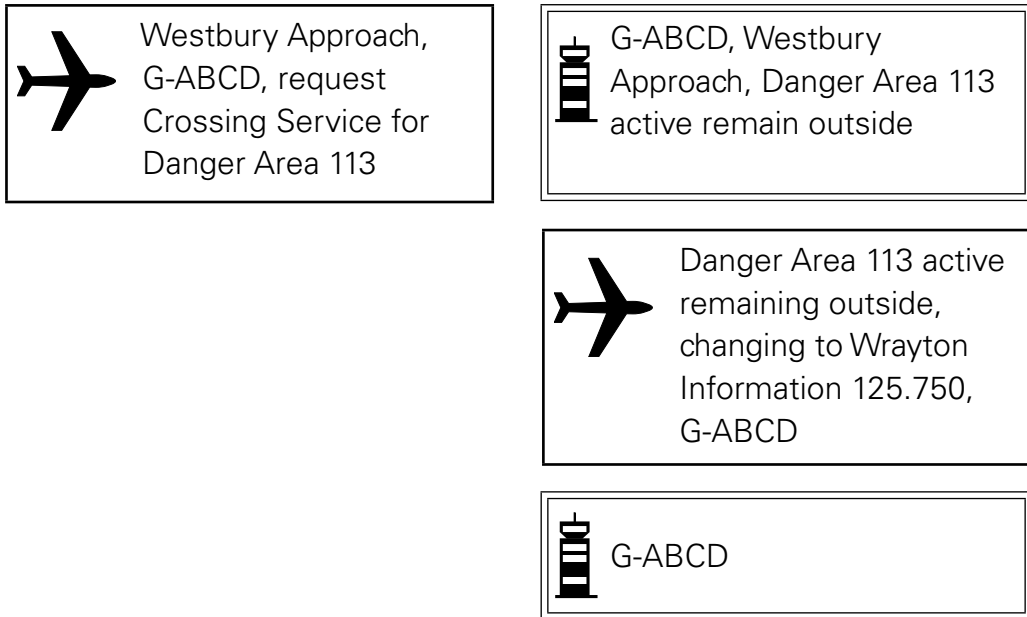 Westbury Approach,
G-ABCD, request
Crossing Service for
Danger Area 113
G-ABCD, Westbury
Approach, Danger Area 113
active remain outside
Danger Area 113 active
remaining outside,
changing to Wrayton
Information 125.750,
G-ABCD
G-ABCD